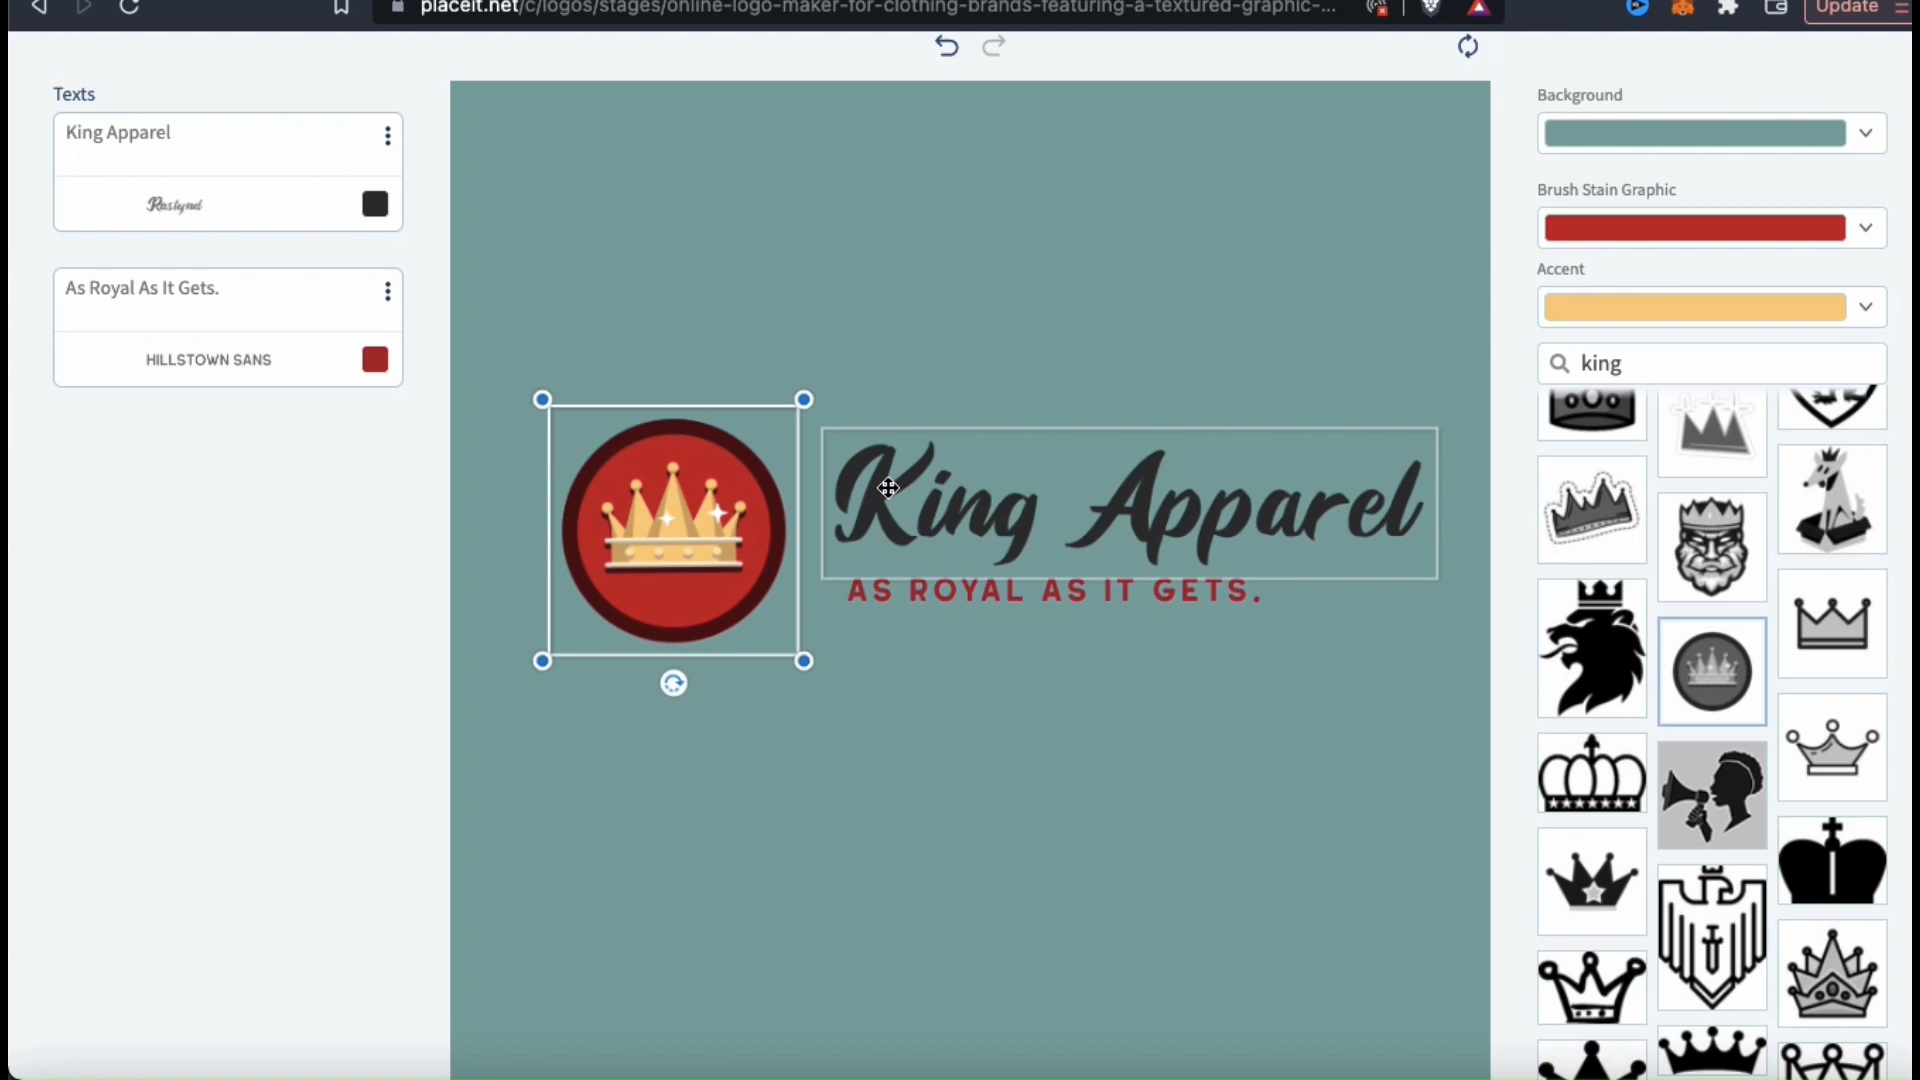 placeit.net/c/logos/stages/online-logo-maker-for-clothing-brands-featuring-a-textured-graphic-...
Update
Texts
King Apparel
Raslynd
As Royal As It Gets.
HILLSTOWN SANS
King Apparel
AS ROYAL AS IT GETS.
Background
Brush Stain Graphic
Accent
king